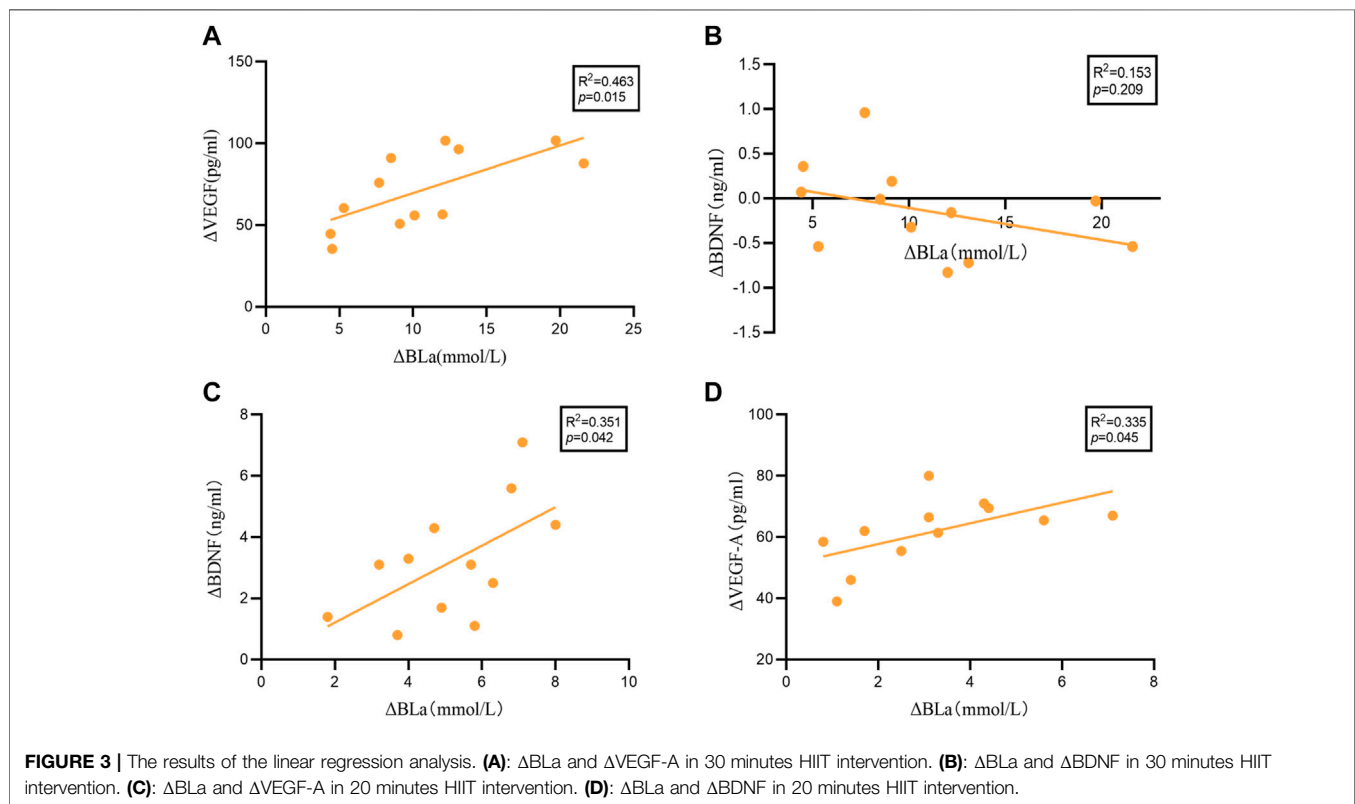 A
150
100
50
0
ΔVEGF(pg/ml)
R²=0.463
p=0.015
0 5 10 15 20 25
ΔBLa(mmol/L)
B
1.5
1.0
0.5
0.0
-0.5
-1.0
-1.5
ΔBDNF(ng/ml)
R²=0.153
p=0.209
5 10 15 20
ΔBLa(mmol/L)
C
8
6
4
2
0
ΔBDNF(ng/ml)
R²=0.351
p=0.042
0 2 4 6 8 10
ΔBLa(mmol/L)
D
100
80
60
40
20
ΔVEGF-A(pg/ml)
R²=0.335
p=0.045
0 2 4 6 8
ΔBLa(mmol/L)
FIGURE 3 | The results of the linear regression analysis. (A): ΔBLa and ΔVEGF-A in 30 minutes HIIT intervention. (B): ΔBLa and ΔBDNF in 30 minutes HIIT
intervention. (C): ΔBLa and ΔVEGF-A in 20 minutes HIIT intervention. (D): ΔBLa and ΔBDNF in 20 minutes HIIT intervention.